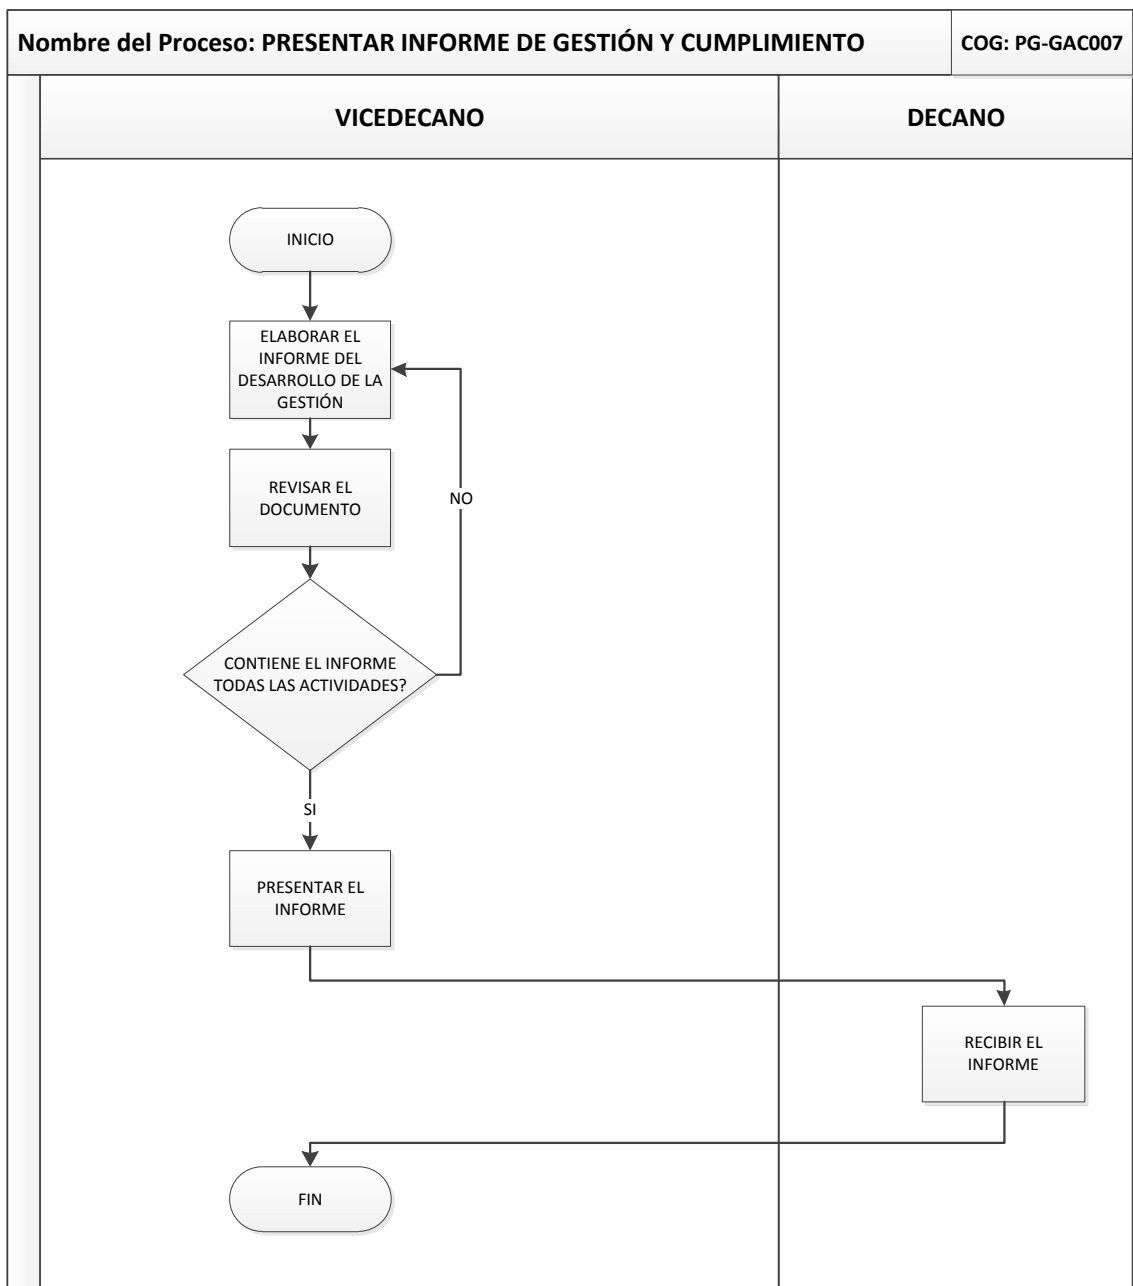 Nombre del Proceso: PRESENTAR INFORME DE GESTIÓN Y CUMPLIMIENTO
COG: PG-GAC007
VICEDECANO
DECANO
INICIO
ELABORAR EL
INFORME DEL
DESARROLLO DE LA
GESTIÓN
REVISAR EL
DOCUMENTO
NO
CONTIENE EL INFORME
TODAS LAS ACTIVIDADES?
SI
PRESENTAR EL
INFORME
RECIBIR EL
INFORME
FIN